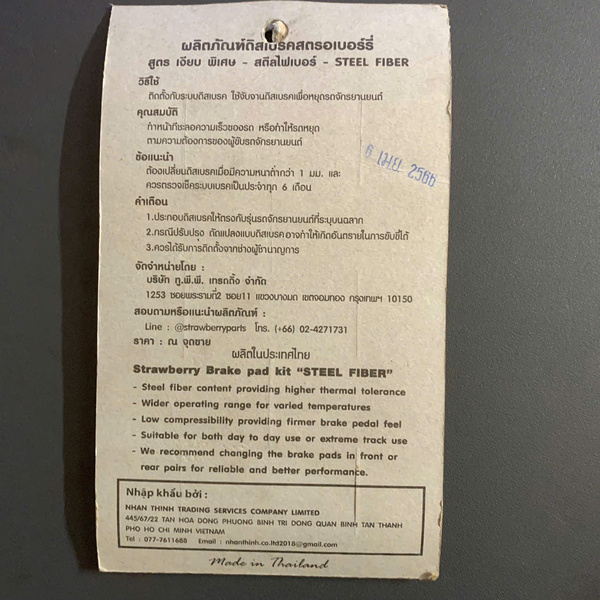 ผลิตภัณฑ์ดิสเบรคสตรอเบอร์รี่
สูตร เงียบ พิเศษ - สตีลไฟเบอร์ - STEEL FIBER
วิธีใช้
ติดตั้งกับระบบดิสเบรค ใช้จับจานดิสเบรคเพื่อหยุดรถจักรยานยนต์
คุณสมบัติ
ทำหน้าที่ชะลอความเร็วของรถ หรือทำให้รถหยุด
ตามความต้องการของผู้ขับรถจักรยานยนต์
ข้อแนะนำ
ต้องเปลี่ยนดิสเบรคเมื่อมีความหนาต่ำกว่า 1 มม. และ
ควรตรวจเช็คระบบเบรคเป็นประจำทุก 6 เดือน
6 เมย 2566
คำเตือน
1.ประกอบดิสเบรคให้ตรงกับรุ่นรถจักรยานยนต์ที่ระบุบนฉลาก
2.กรณีปรับปรุง ดัดแปลงแบบดิสเบรคอาจทำให้เกิดอันตรายในการขับขี่ได้
3.ควรได้รับการติดตั้งจากช่างผู้ชำนาญการ
จัดจำหน่ายโดย :
บริษัท ทู.พี.พี. เทรดดิ้ง จำกัด
1253 ซอยพระรามที่2 ซอย11 แขวงบางมด เขตจอมทอง กรุงเทพฯ 10150
สอบถามหรือแนะนำผลิตภัณฑ์ :
Line : @strawberryparts โทร. (+66) 02-4271731
ราคา : ณ จุดขาย
ผลิตในประเทศไทย
Strawberry Brake pad kit "STEEL FIBER"
- Steel fiber content providing higher thermal tolerance
- Wider operating range for varied temperatures
- Low compressibility providing firmer brake pedal feel
- Suitable for both day to day use or extreme track use
- We recommend changing the brake pads in front or
rear pairs for reliable and better performance.
Nhập khẩu bởi :
NHAN THINH TRADING SERVICES COMPANY LIMITED
445/67/22 TAN HOA DONG PHUONG BINH TRI DONG QUAN BINH TAN THANH
PHO HO CHI MINH VIETNAM
Tel : 077-7611688 Email : nhanthinh.co.ltd2018@gmail.com
Made in Thailand